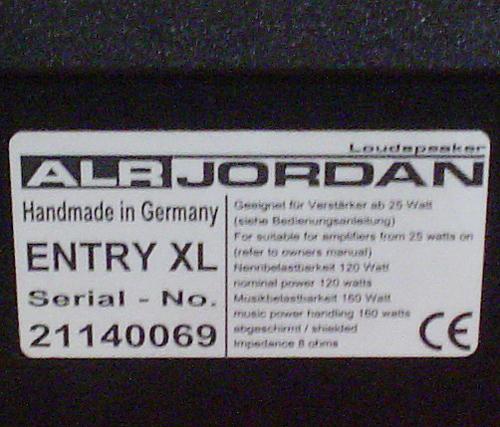 Loudspeaker
ALR JORDAN
Handmade in Germany
ENTRY XL
Serial - No.
21140069
Geeignet für Verstärker ab 25 Watt
(siehe Bedienungsanleitung)
For suitable for amplifiers from 25 watts on
(refer to owners manual)
Nennbelastbarkeit 120 Watt
nominal power 120 watts
Musikbelastbarkeit 160 Watt
music power handling 160 watts
abgeschirmt / shielded
Impedance 8 ohms
CE